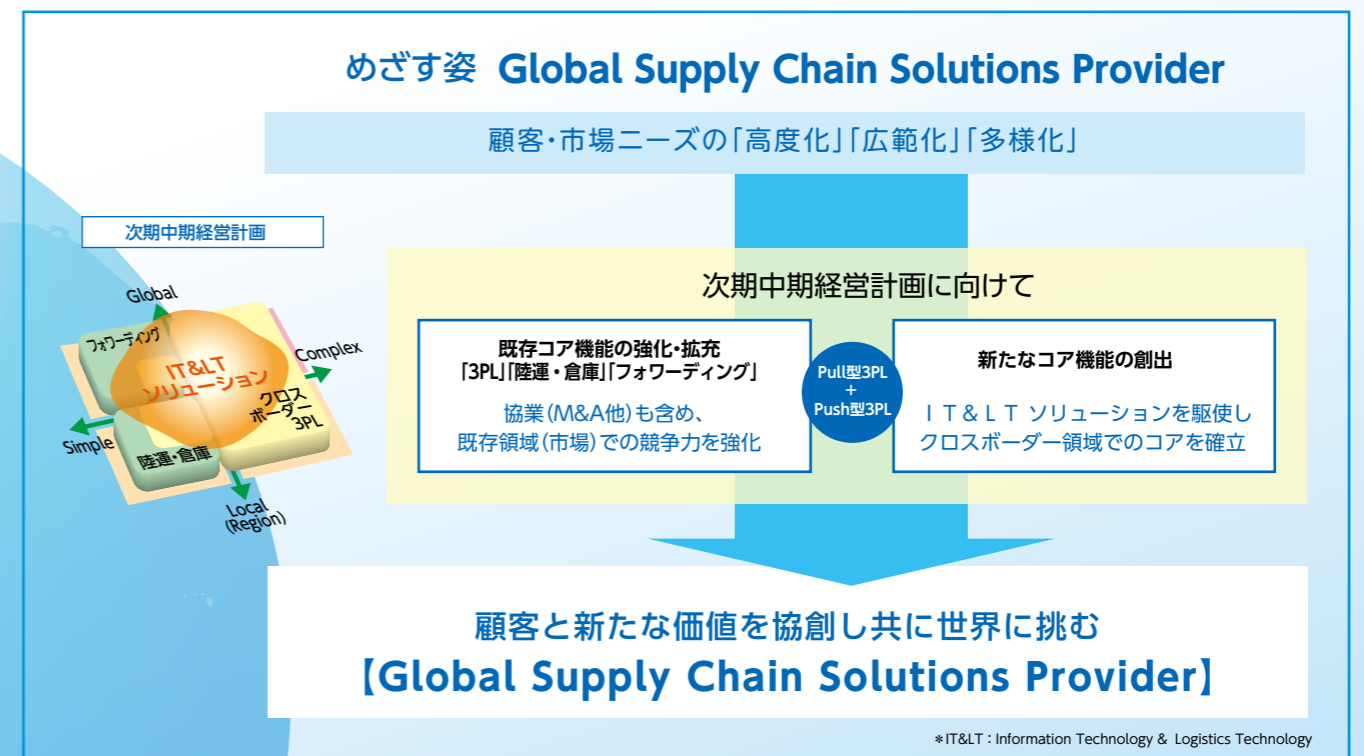 めざす姿 Global Supply Chain Solutions Provider
顧客・市場ニーズの「高度化」「広範化」「多様化」
次期中期経営計画
Global
フォワーディング
IT&LT
ソリューション
Complex
クロス
ボーダー
3PL
Simple
陸運・倉庫
Local
(Region)
次期中期経営計画に向けて
既存コア機能の強化・拡充
「3PL」「陸運・倉庫」「フォワーディング」
協業(M&A他)も含め、
既存領域(市場)での競争力を強化
Pull型3PL
+
Push型3PL
新たなコア機能の創出
ＩＴ＆ＬＴ ソリューションを駆使し
クロスボーダー領域でのコアを確立
顧客と新たな価値を協創し共に世界に挑む
【Global Supply Chain Solutions Provider】
*IT&LT : Information Technology & Logistics Technology